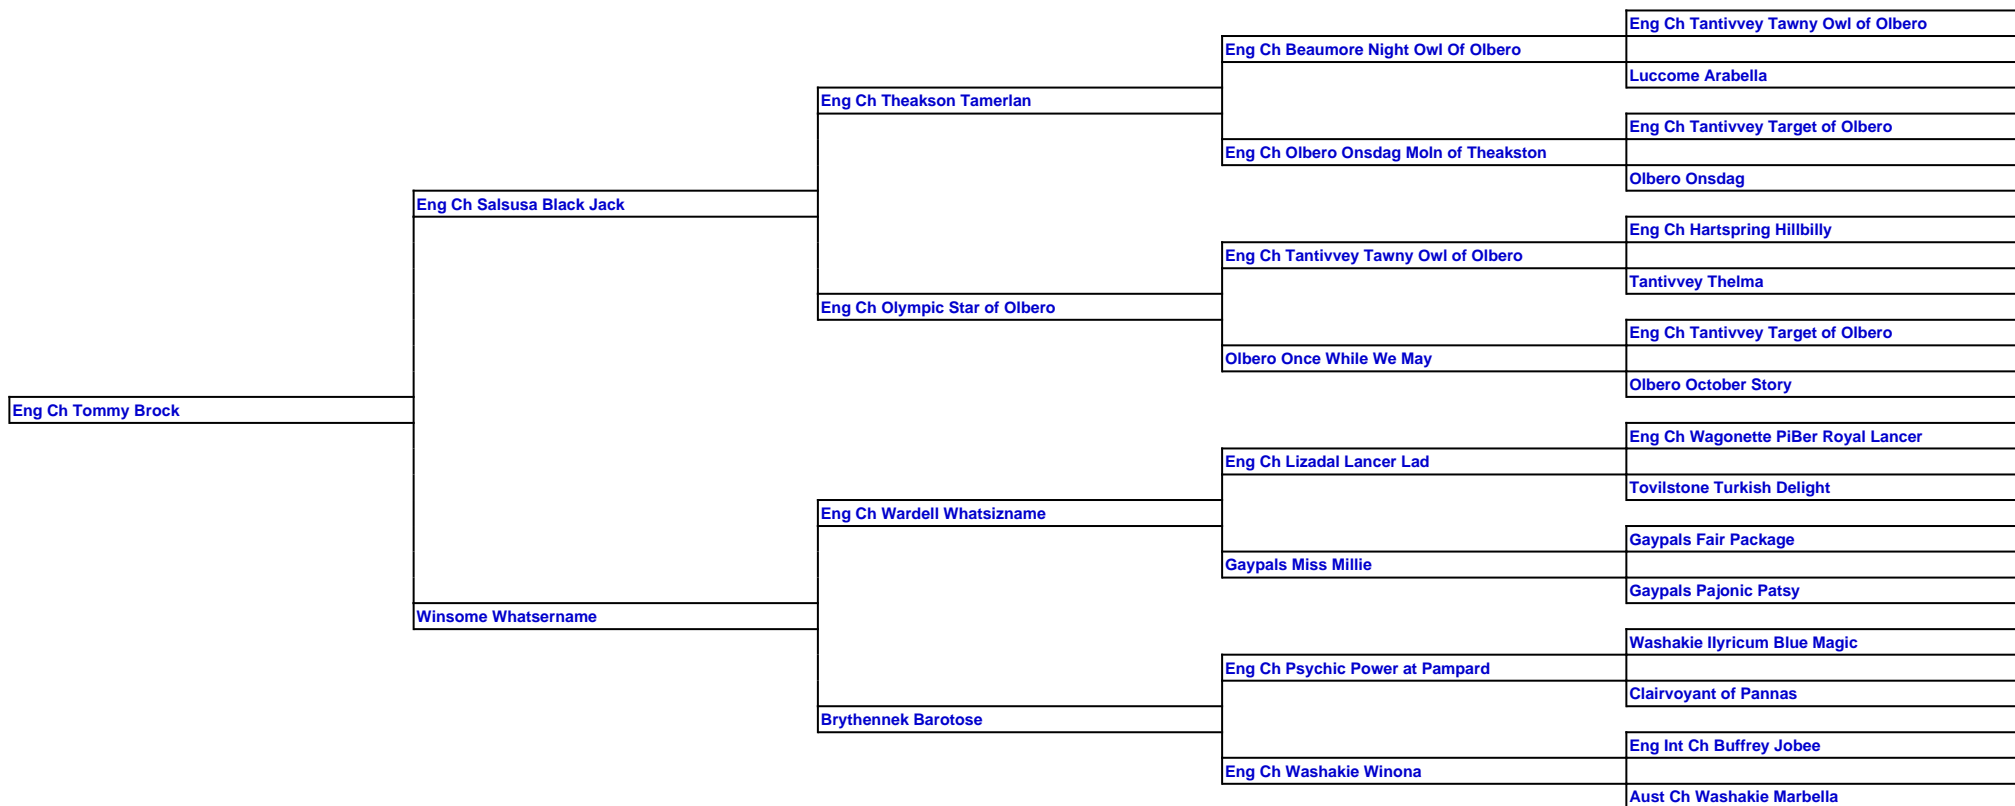 Eng Ch Tantivvey Tawny Owl of Olbero
Eng Ch Beaumore Night Owl Of Olbero
Luccome Arabella
Eng Ch Theakson Tamerlan
Eng Ch Tantivvey Target of Olbero
Eng Ch Olbero Onsdag Moln of Theakston
Olbero Onsdag
Eng Ch Salsusa Black Jack
Eng Ch Hartspring Hillbilly
Eng Ch Tantivvey Tawny Owl of Olbero
Tantivvey Thelma
Eng Ch Olympic Star of Olbero
Eng Ch Tantivvey Target of Olbero
Olbero Once While We May
Olbero October Story
Eng Ch Tommy Brock
Eng Ch Wagonette PiBer Royal Lancer
Eng Ch Lizadal Lancer Lad
Tovilstone Turkish Delight
Eng Ch Wardell Whatsizname
Gaypals Fair Package
Gaypals Miss Millie
Gaypals Pajonic Patsy
Winsome Whatsername
Washakie Ilyricum Blue Magic
Eng Ch Psychic Power at Pampard
Clairvoyant of Pannas
Brythennek Barotose
Eng Int Ch Buffrey Jobee
Eng Ch Washakie Winona
Aust Ch Washakie Marbella